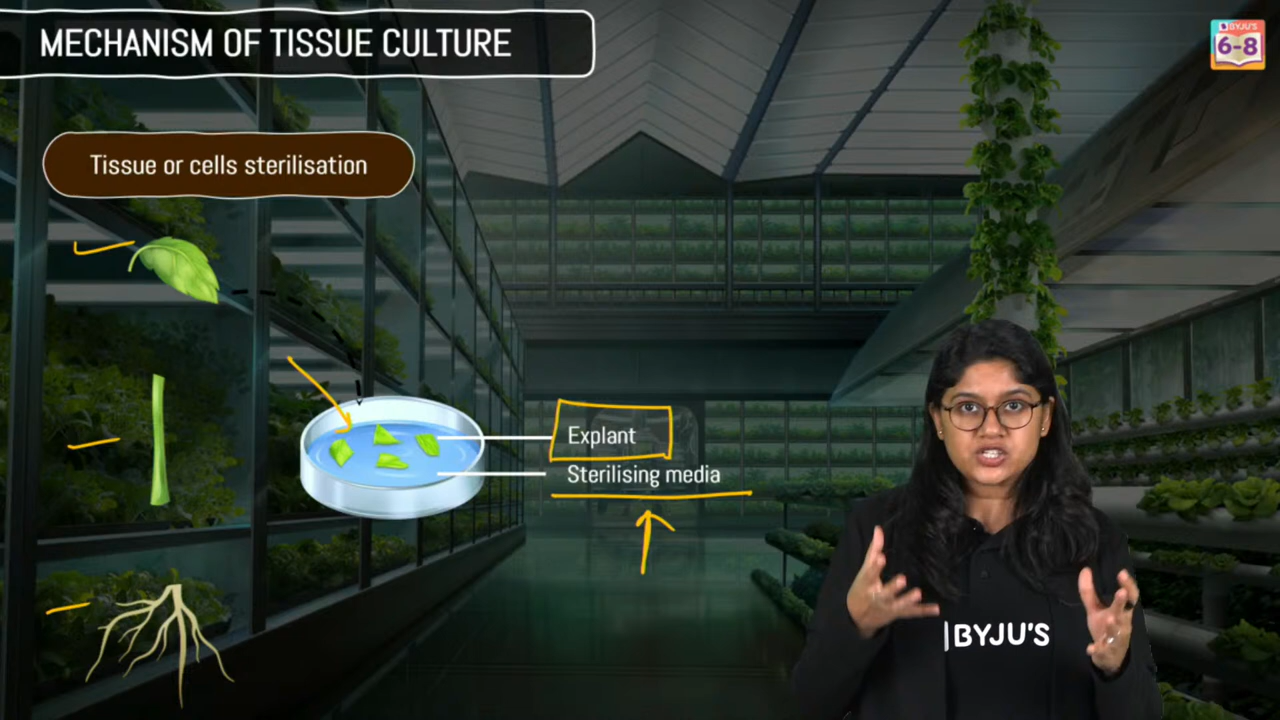 MECHANISM OF TISSUE CULTURE
BYJU'S
6-8
Tissue or cells sterilisation
Explant
Sterilising media
BYJU'S